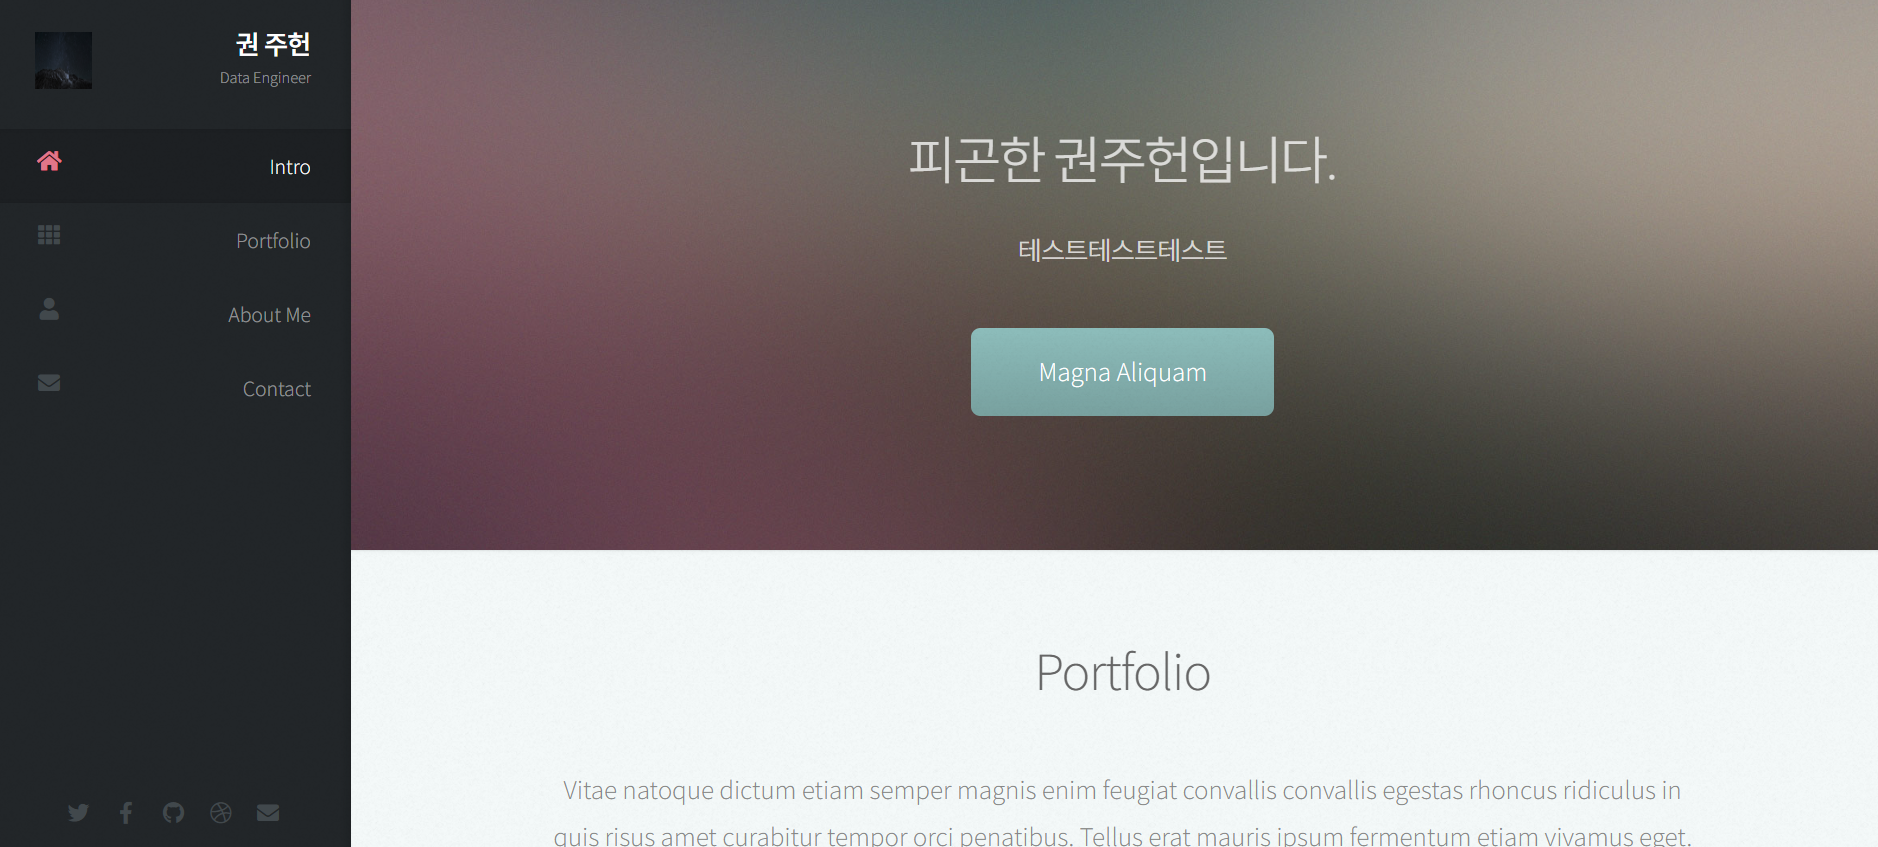 권 주헌
Data Engineer
Intro
Portfolio
About Me
Contact
피곤한 권주헌입니다.
테스트테스트테스트
Magna Aliquam
Portfolio
Vitae natoque dictum etiam semper magnis enim feugiat convallis convallis egestas rhoncus ridiculus in
quis risus amet curabitur tempor orci penatibus. Tellus erat mauris ipsum fermentum etiam vivamus eget.